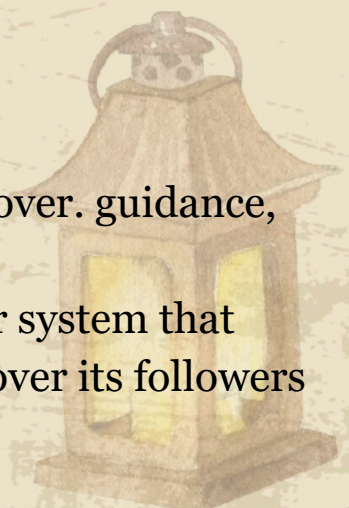 over. guidance,
r system that
over its followers